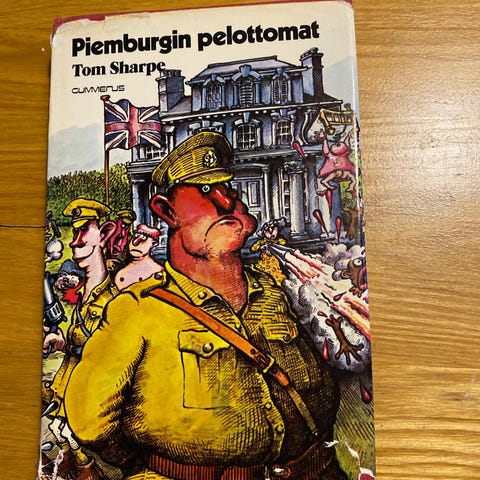 Piemburgin pelottomat
Tom Sharpe
GUMMERUS